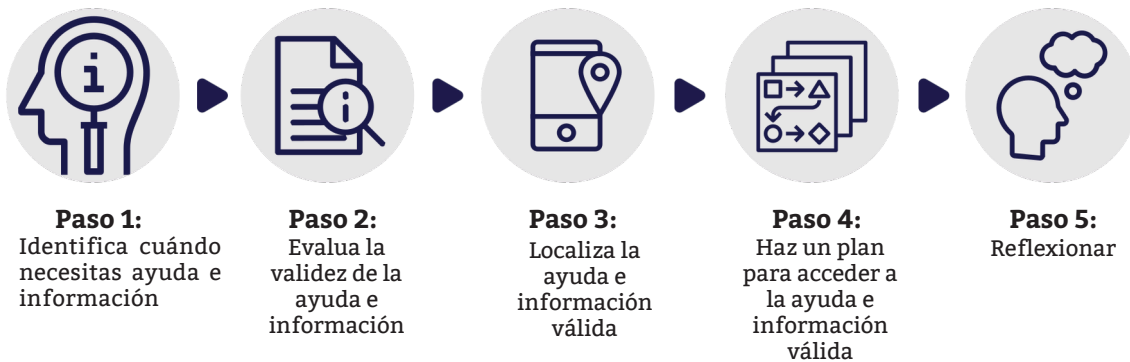 Paso 1:
Identifica cuándo
necesitas ayuda e
información
Paso 2:
Evalua la
validez de la
ayuda e
información
Paso 3:
Localiza la
ayuda e
información
válida
Paso 4:
Haz un plan
para acceder a
la ayuda e
información
válida
Paso 5:
Reflexionar